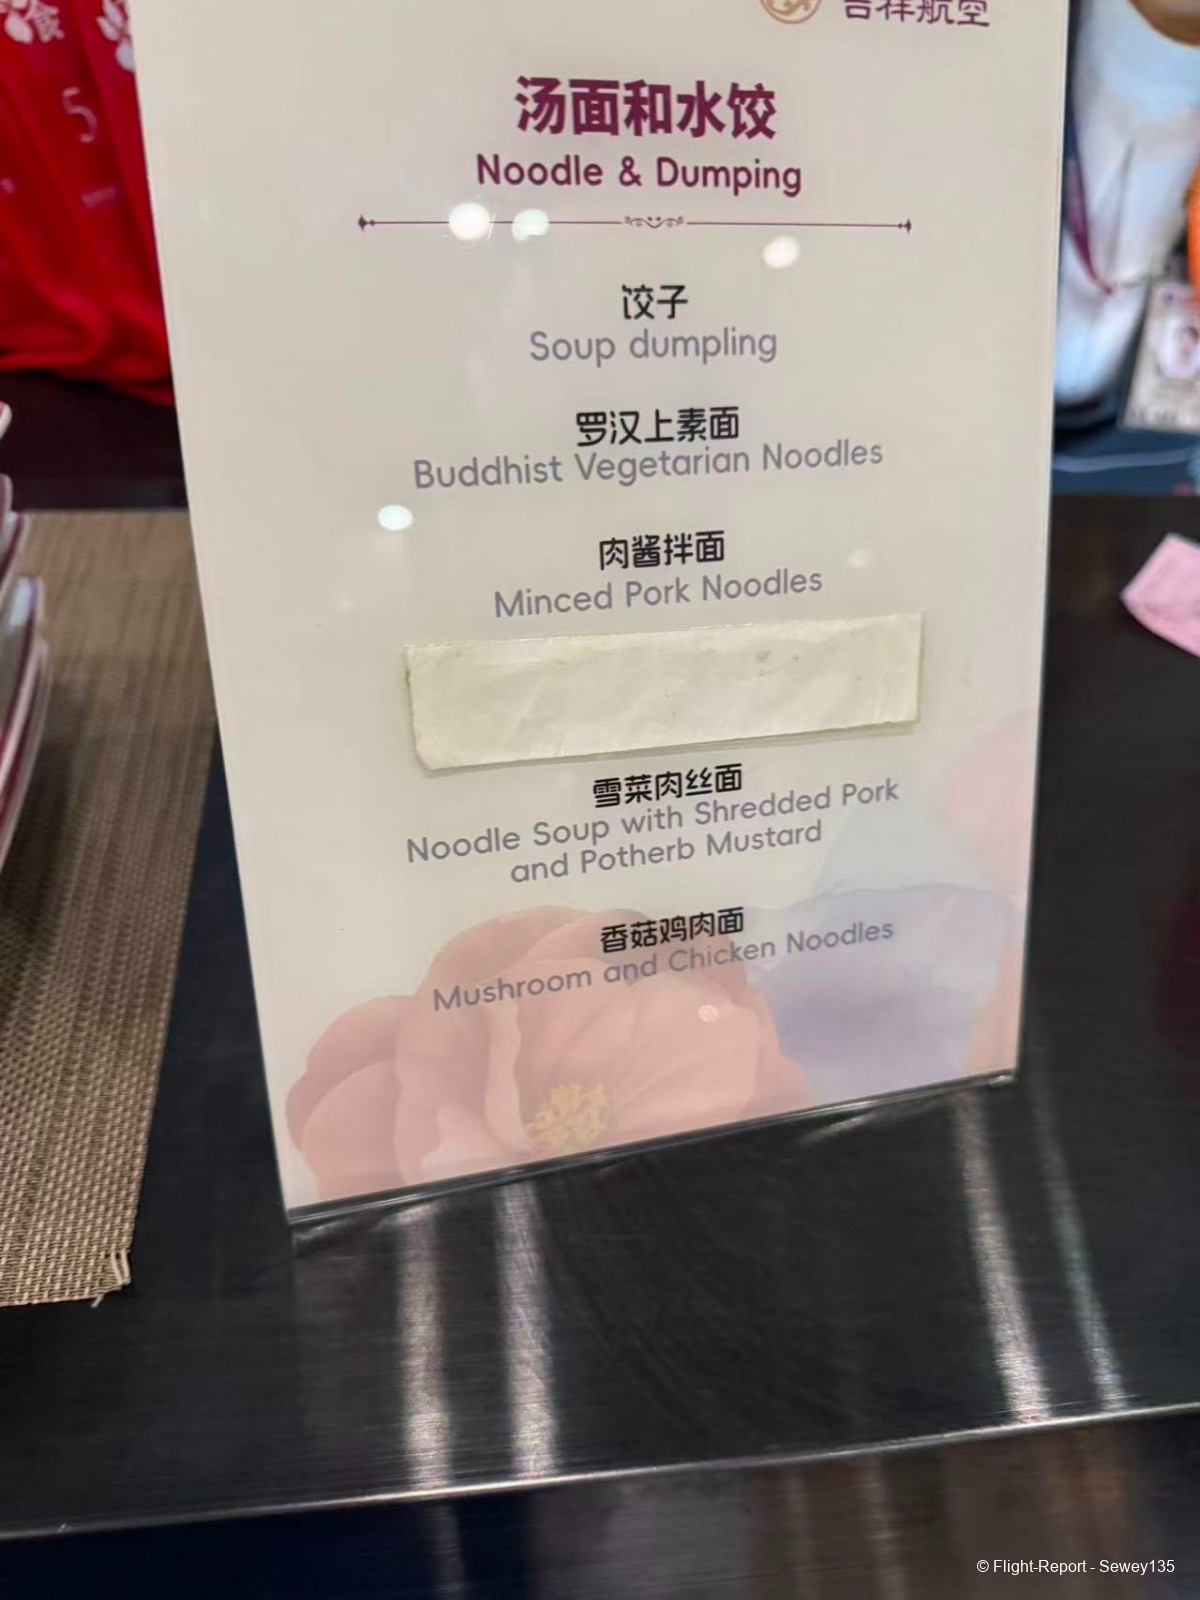 吉祥航空
汤面和水饺
Noodle & Dumping
饺子
Soup dumpling
罗汉上素面
Buddhist Vegetarian Noodles
肉酱拌面
Minced Pork Noodles
雪菜肉丝面
Noodle Soup with Shredded Pork
and Potherb Mustard
香菇鸡肉面
Mushroom and Chicken Noodles
食
5
© Flight-Report - Sewey135